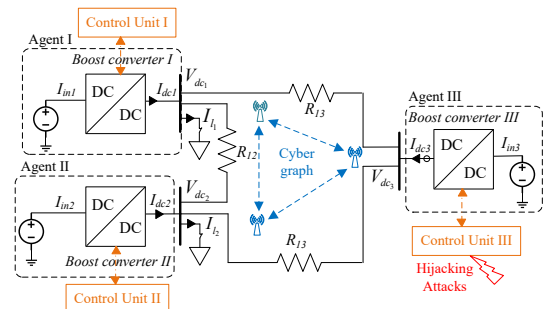 Control Unit I
Agent I
Boost converter I
I_in1
DC
DC
I_dc1
V_dc1
I_l1
R_13
R_12
Cyber
graph
Agent II
I_in2
DC
DC
I_dc2
V_dc2
I_l2
Boost converter II
Control Unit II
R_13
Agent III
Boost converter III
I_dc3
DC
DC
I_in3
V_dc3
Control Unit III
Hijacking
Attacks